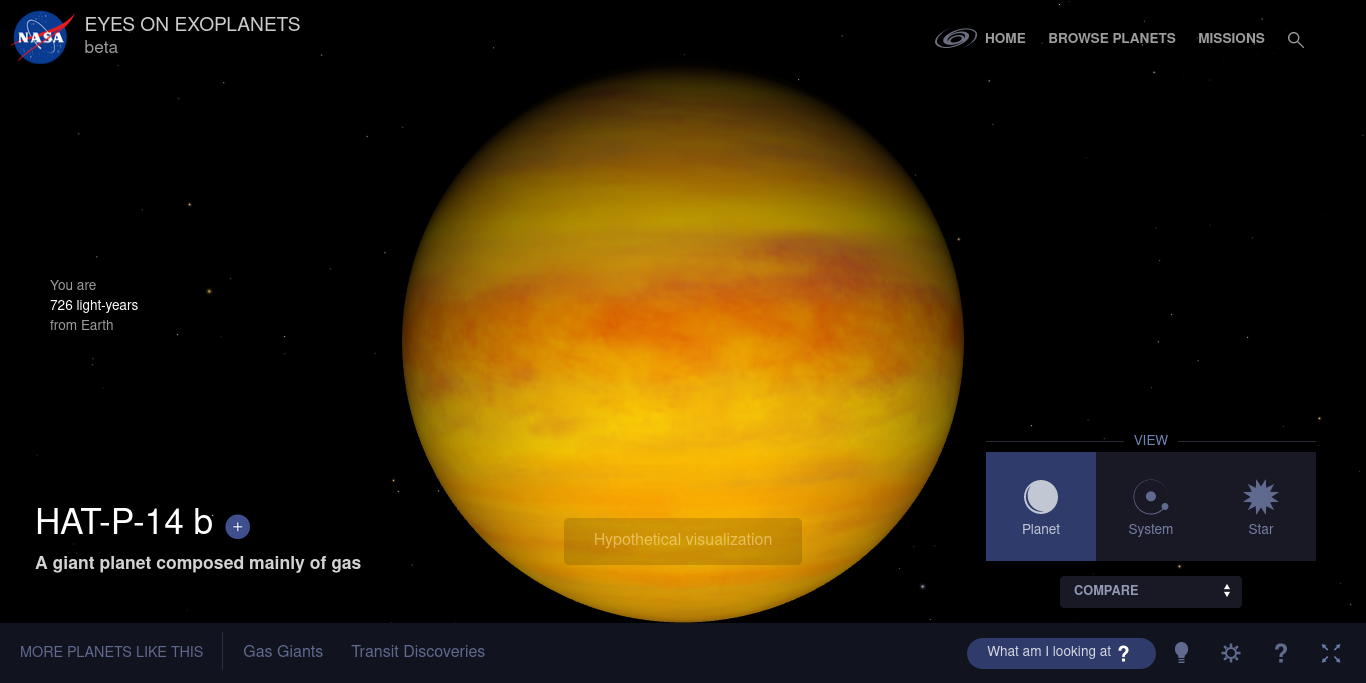 NASA
EYES ON EXOPLANETS
beta
HOME
BROWSE PLANETS
MISSIONS
You are
726 light-years
from Earth
VIEW
Planet
System
Star
HAT-P-14 b +
A giant planet composed mainly of gas
Hypothetical visualization
COMPARE
MORE PLANETS LIKE THIS
Gas Giants
Transit Discoveries
What am I looking at ?
?